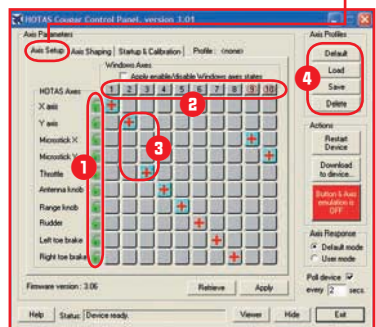 HOTAS Cougar Control Panel, version 3.01
Axis Parameters
Axis Setup
Axis Shaping
Startup & Calibration
Profile: (none)
Windows Axes
Apply enable/disable Windows axes states
HOTAS Axes
1 2 3 4 5 6 7 8 9 10
X axis
Y axis
Microstick X
Microstick Y
Throttle
Antenna knob
Range knob
Rudder
Left toe brake
Right toe brake
1
2
3
Firmware version: 3.06
Retrieve
Apply
Axis Profiles
Default
Load
Save
Delete
4
Actions
Restart
Device
Download
to device...
Button & Axis
emulation is
OFF
Axis Response
Default mode
User mode
Poll device
every 2 secs.
Help
Status: Device ready.
Viewer
Hide
Exit